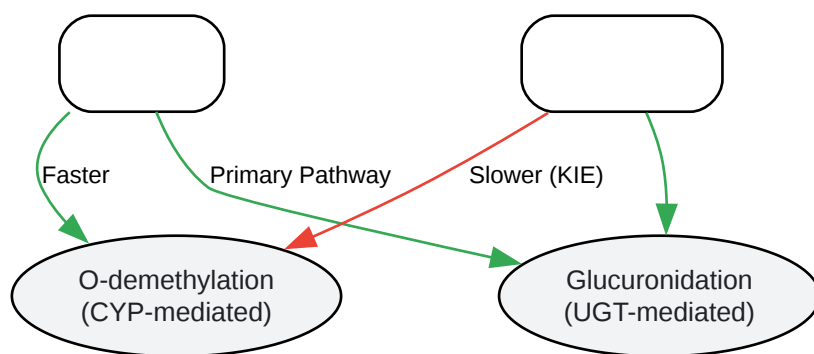 Faster
Primary Pathway
Slower (KIE)
O-demethylation
(CYP-mediated)
Glucuronidation
(UGT-mediated)